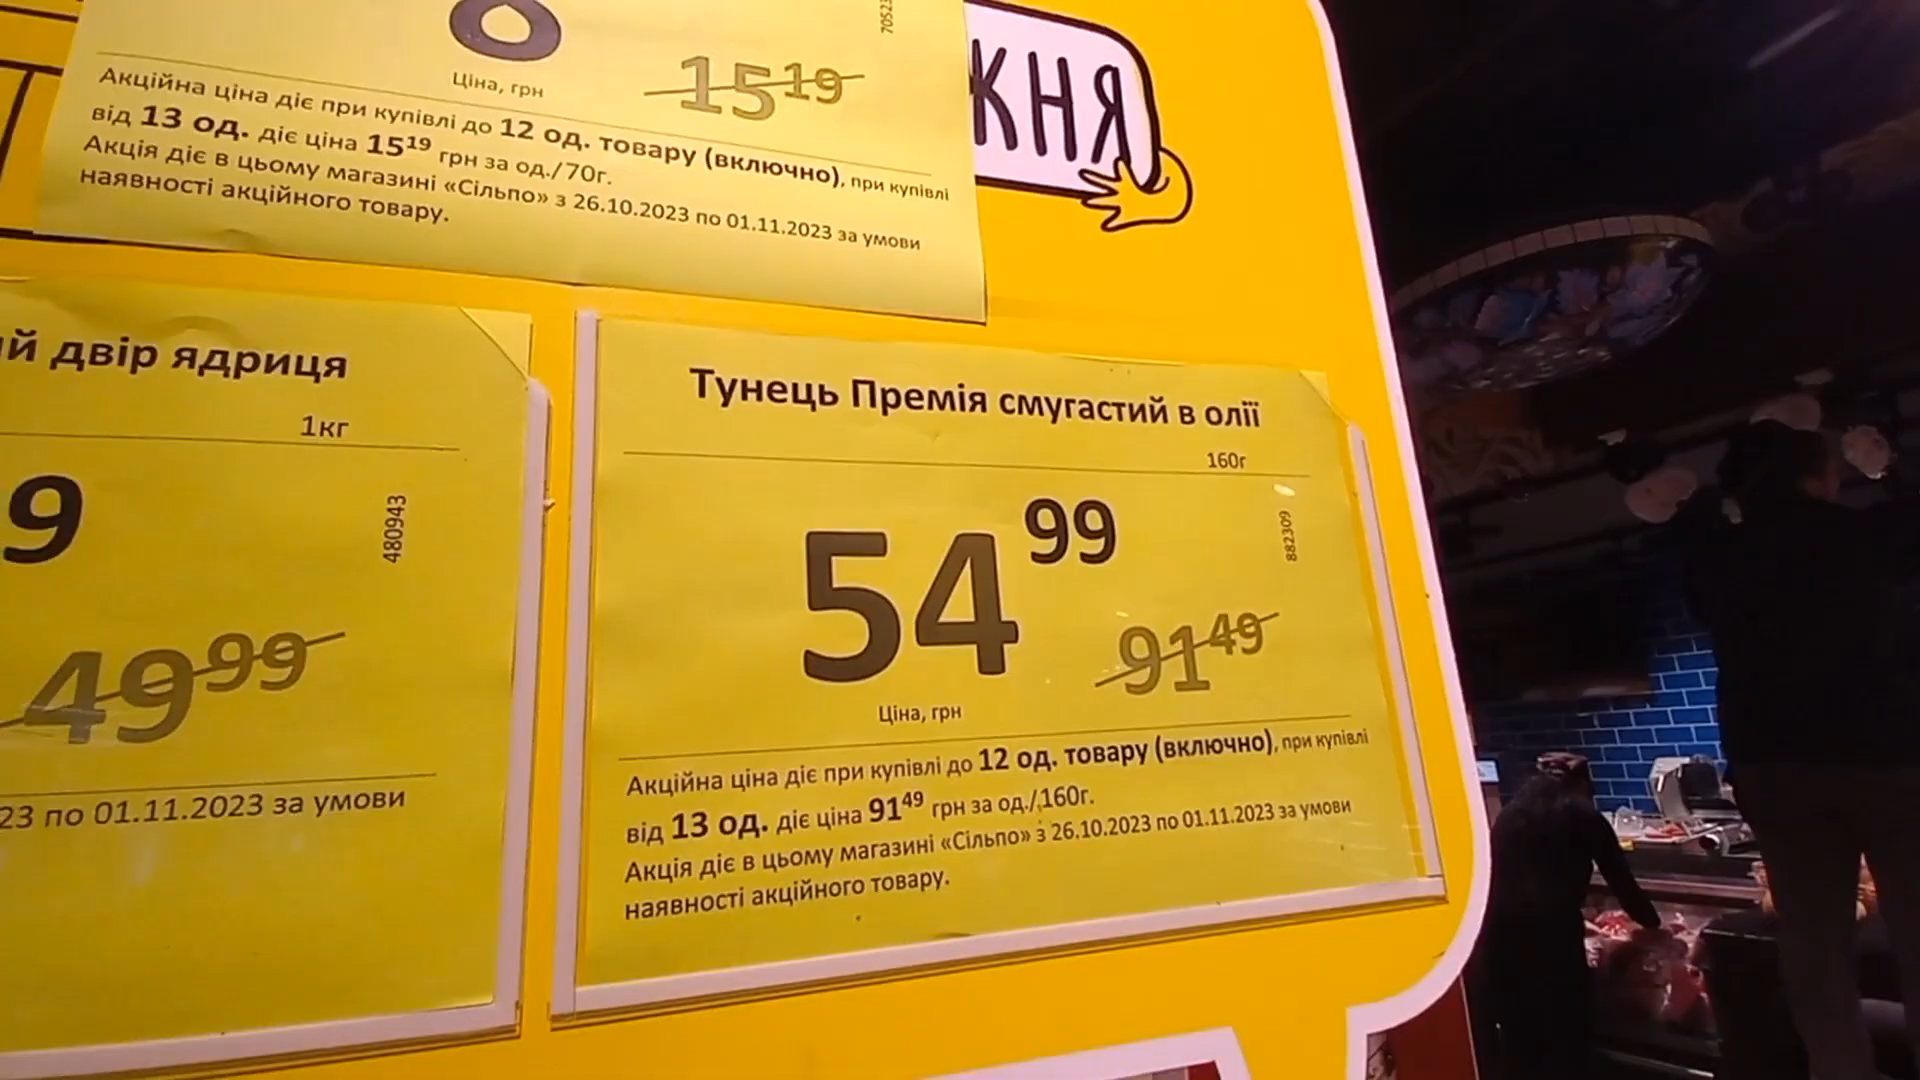 15¹⁹
Ціна, грн
Акційна ціна діє при купівлі до 12 од. товару (включно), при купівлі
від 13 од. діє ціна 15¹⁹ грн за од./70г.
Акція діє в цьому магазині «Сільпо» з 26.10.2023 по 01.11.2023 за умови
наявності акційного товару.
двір ядриця
1кг
9
480943
49⁹⁹
по 01.11.2023 за умови
Тунець Премія смугастий в олії
160г
54⁹⁹
882309
91⁴⁹
Ціна, грн
Акційна ціна діє при купівлі до 12 од. товару (включно), при купівлі
від 13 од. діє ціна 91⁴⁹ грн за од./160г.
Акція діє в цьому магазині «Сільпо» з 26.10.2023 по 01.11.2023 за умови
наявності акційного товару.